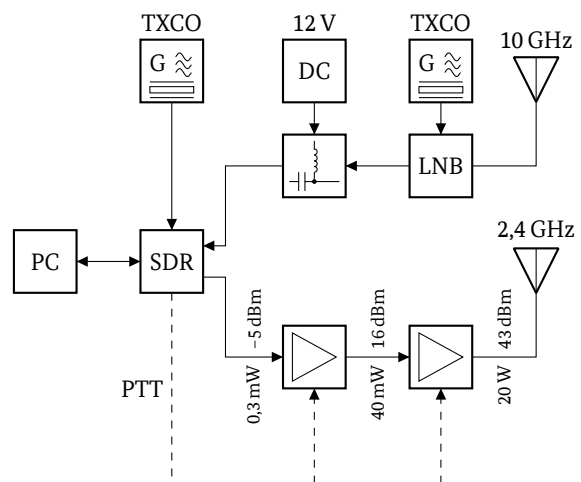 TXCO
12 V
TXCO
10 GHz
G
DC
G
LNB
2,4 GHz
PC
SDR
−5 dBm
16 dBm
43 dBm
PTT
0,3 mW
40 mW
20 W